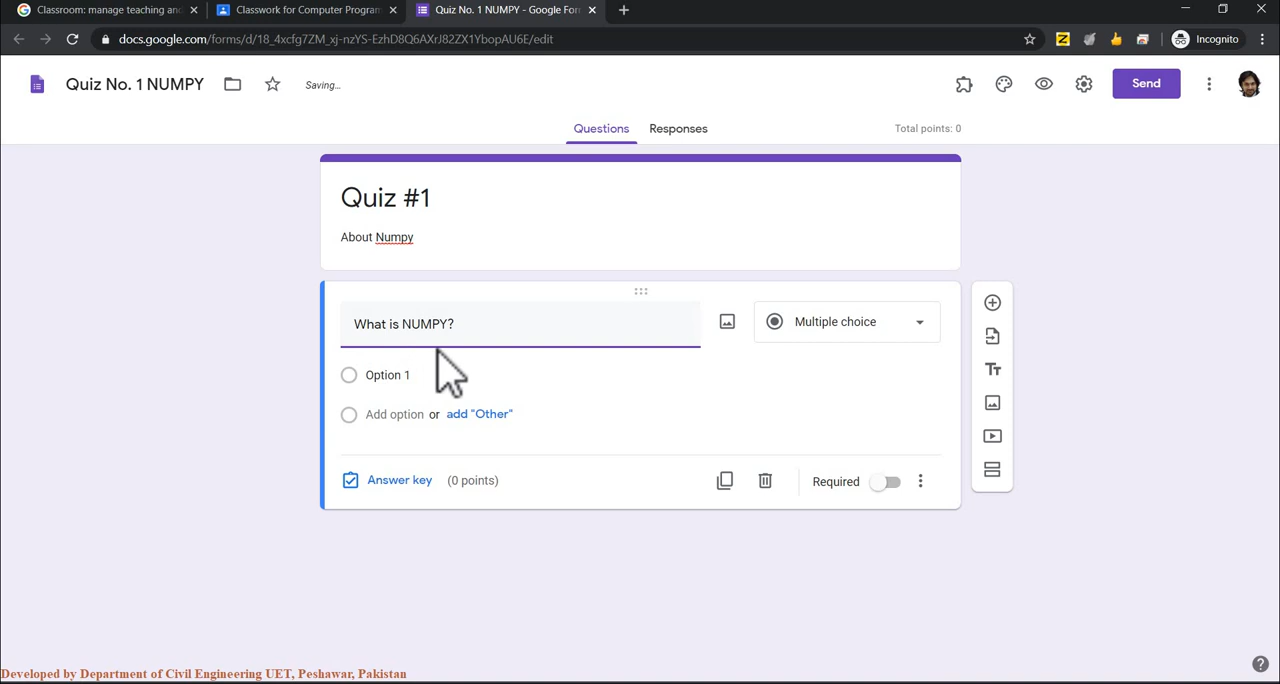 Classroom: manage teaching and
Classwork for Computer Program
Quiz No. 1 NUMPY - Google For
docs.google.com/forms/d/18_4xcfg7ZM_xj-nzYS-EzhD8Q6AXrJ82ZX1YbopAU6E/edit
Incognito
Quiz No. 1 NUMPY
Saving...
Send
Questions
Responses
Total points: 0
Quiz #1
About Numpy
What is NUMPY?
Multiple choice
Option 1
Add option or add "Other"
Answer key (0 points)
Required
Developed by Department of Civil Engineering UET, Peshawar, Pakistan